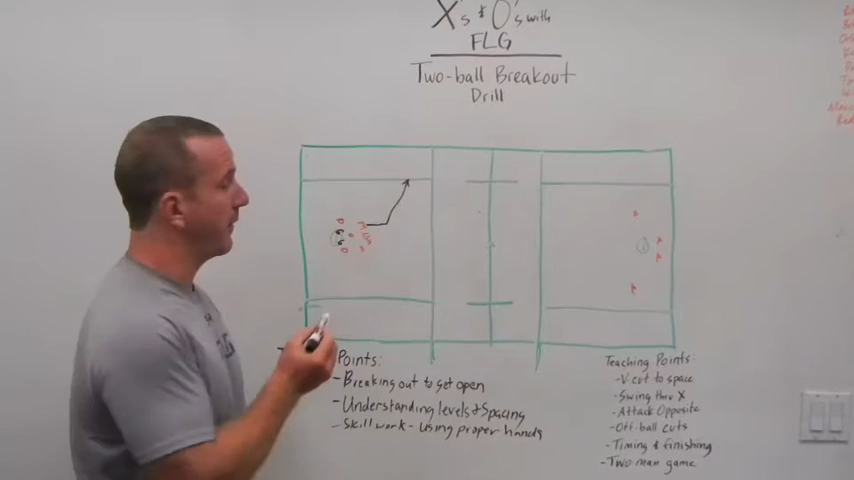 X's & O's with
FLG
Two-ball Breakout
Drill
Points:
- Breaking out to get open
- Understanding levels & Spacing
- Skill work - using proper hands
Teaching Points:
- V cut to space
- Swing thru X
- Attack Opposite
- Off-ball cuts
- Timing & finishing
- Two man game